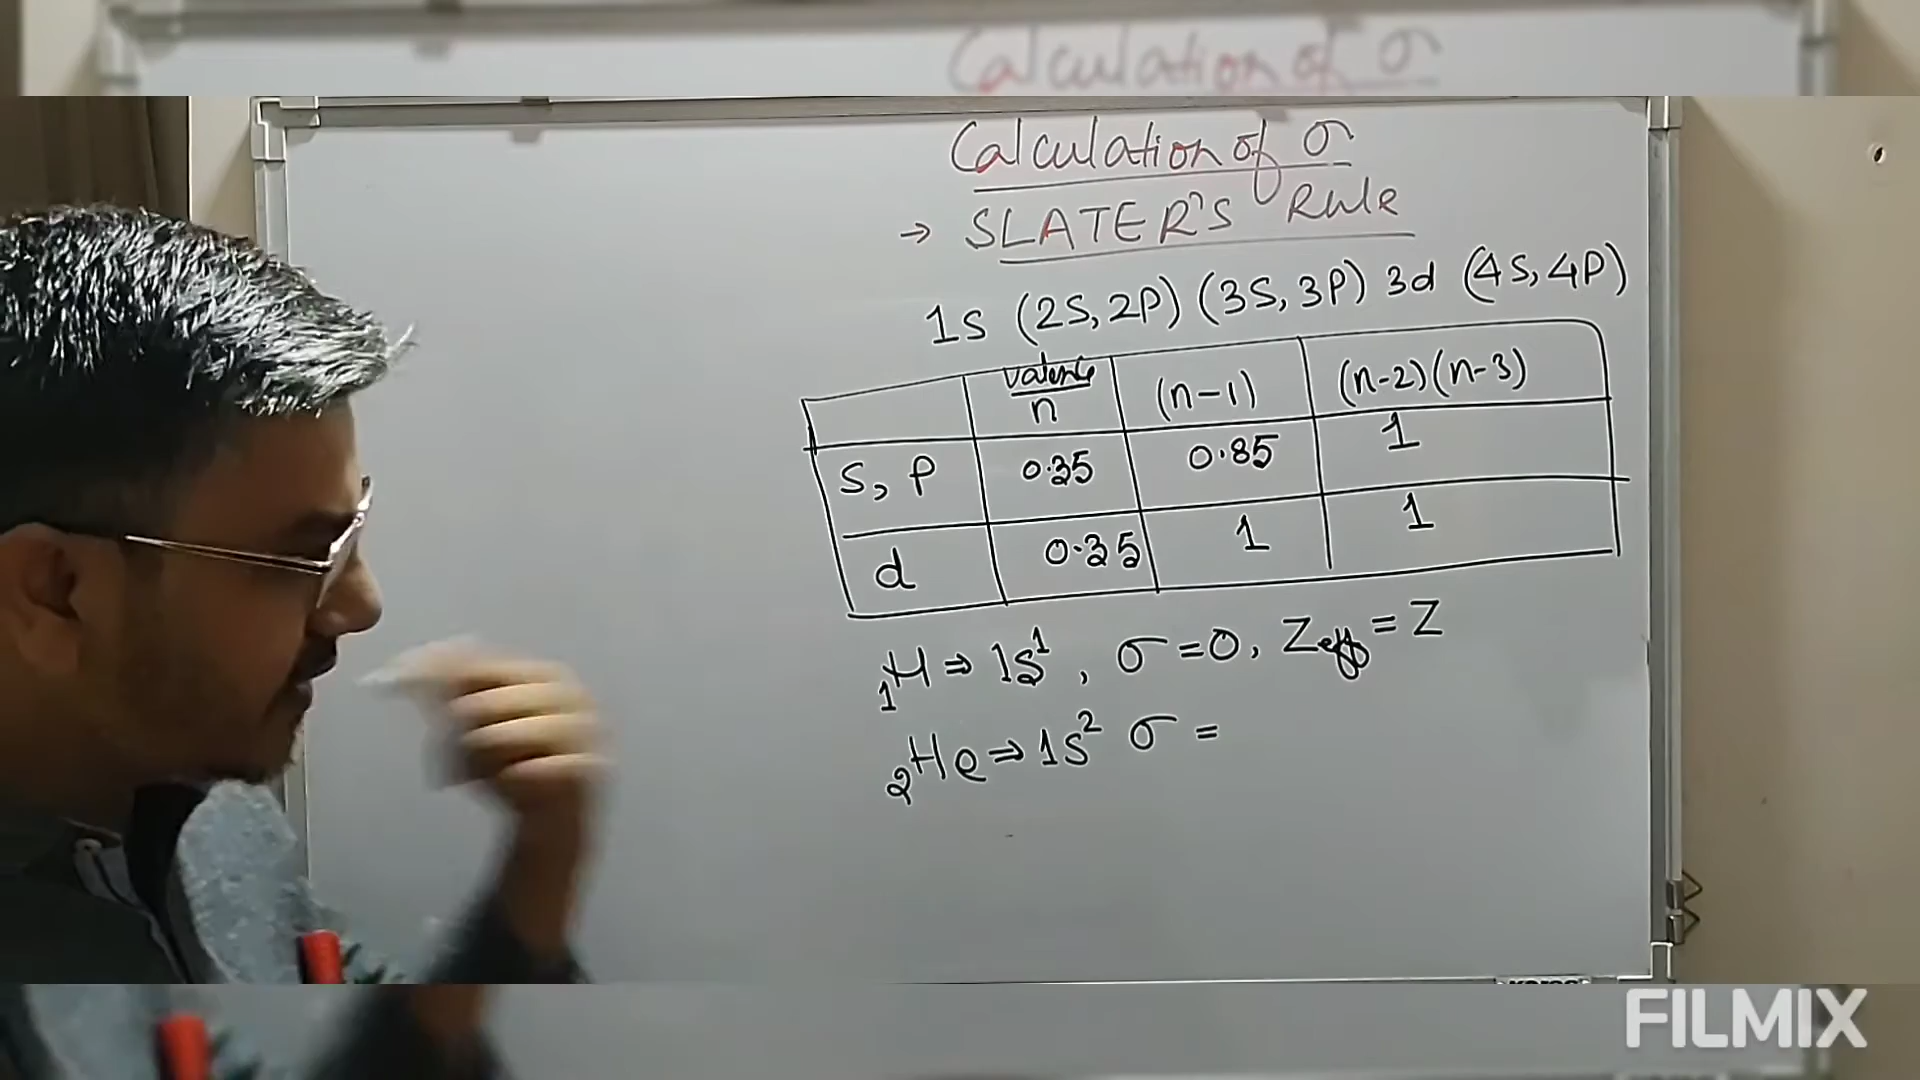 Calculation of σ
Calculation of σ
→ SLATER'S Rule
1s (2s, 2p) (3s, 3p) 3d (4s, 4p)
valence n (n-1) (n-2)(n-3)
s, p 0.35 0.85 1
d 0.35 1 1
₁H ⇒ 1s¹, σ = 0, Zeff = Z
₂He ⇒ 1s² σ =
FILMIX